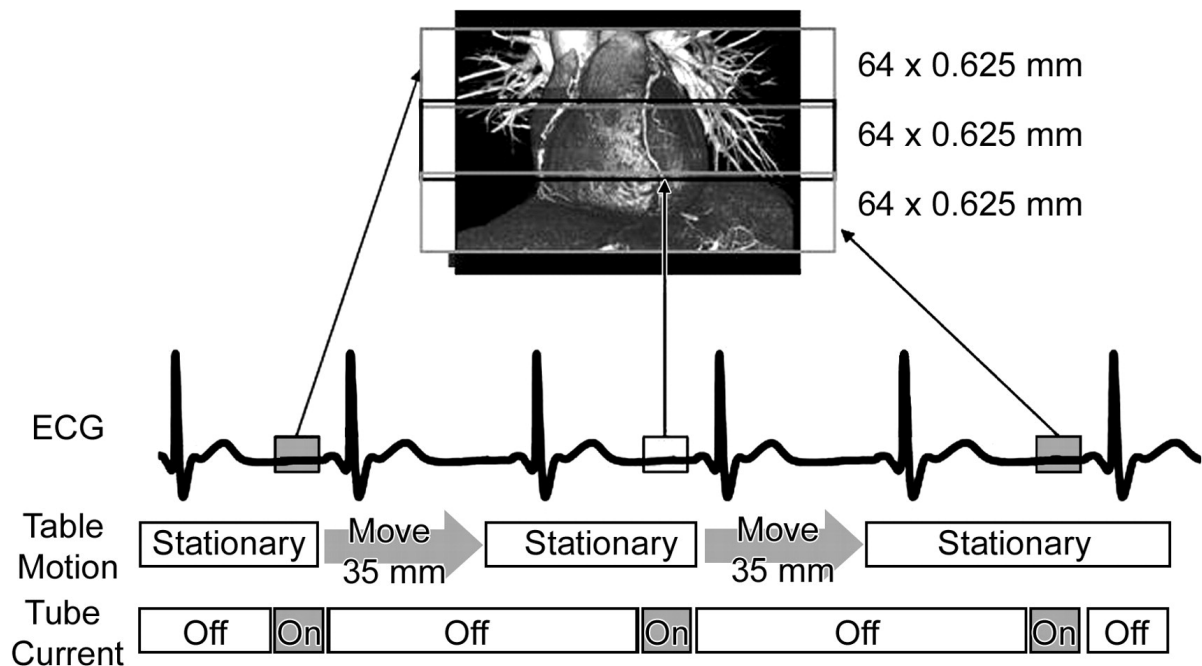 64 x 0.625 mm
64 x 0.625 mm
64 x 0.625 mm
ECG
Table
Motion
Stationary
Move
35 mm
Stationary
Move
35 mm
Stationary
Tube
Current
Off
On
Off
On
Off
On
Off